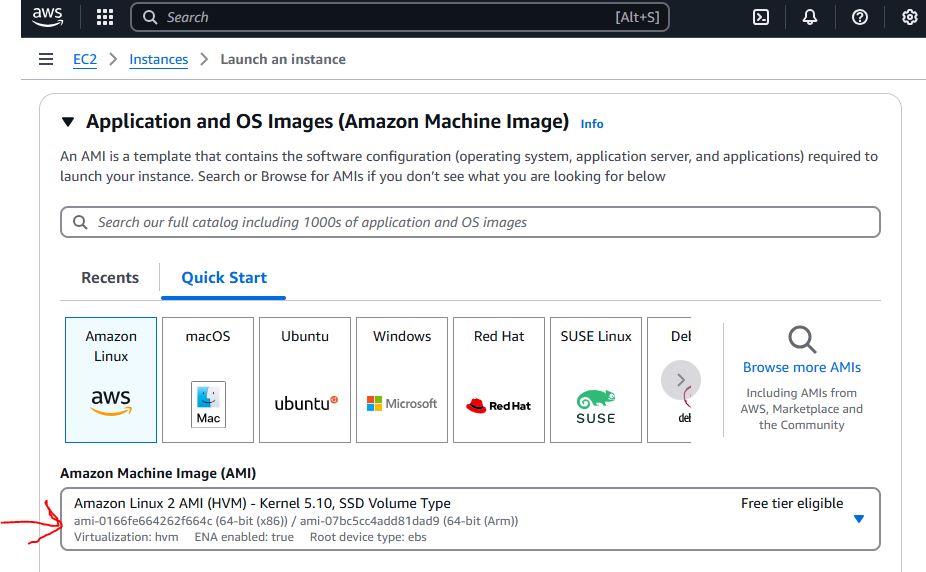 aws
Search [Alt+S]
EC2 > Instances > Launch an instance
Application and OS Images (Amazon Machine Image) Info
An AMI is a template that contains the software configuration (operating system, application server, and applications) required to
launch your instance. Search or Browse for AMIs if you don’t see what you are looking for below
Search our full catalog including 1000s of application and OS images
Recents Quick Start
Amazon
Linux
aws
macOS
Mac
Ubuntu
ubuntu
Windows
Microsoft
Red Hat
Red Hat
SUSE Linux
SUSE
Del
deb
Browse more AMIs
Including AMIs from
AWS, Marketplace and
the Community
Amazon Machine Image (AMI)
Amazon Linux 2 AMI (HVM) - Kernel 5.10, SSD Volume Type Free tier eligible
ami-0166fe664262f664c (64-bit (x86)) / ami-07bc5cc4add81dad9 (64-bit (Arm))
Virtualization: hvm ENA enabled: true Root device type: ebs